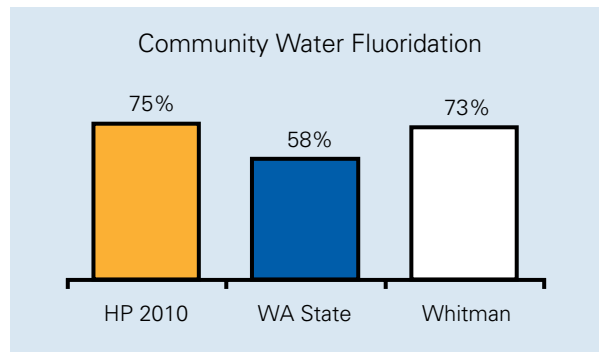 Community Water Fluoridation
75%
58%
73%
HP 2010
WA State
Whitman